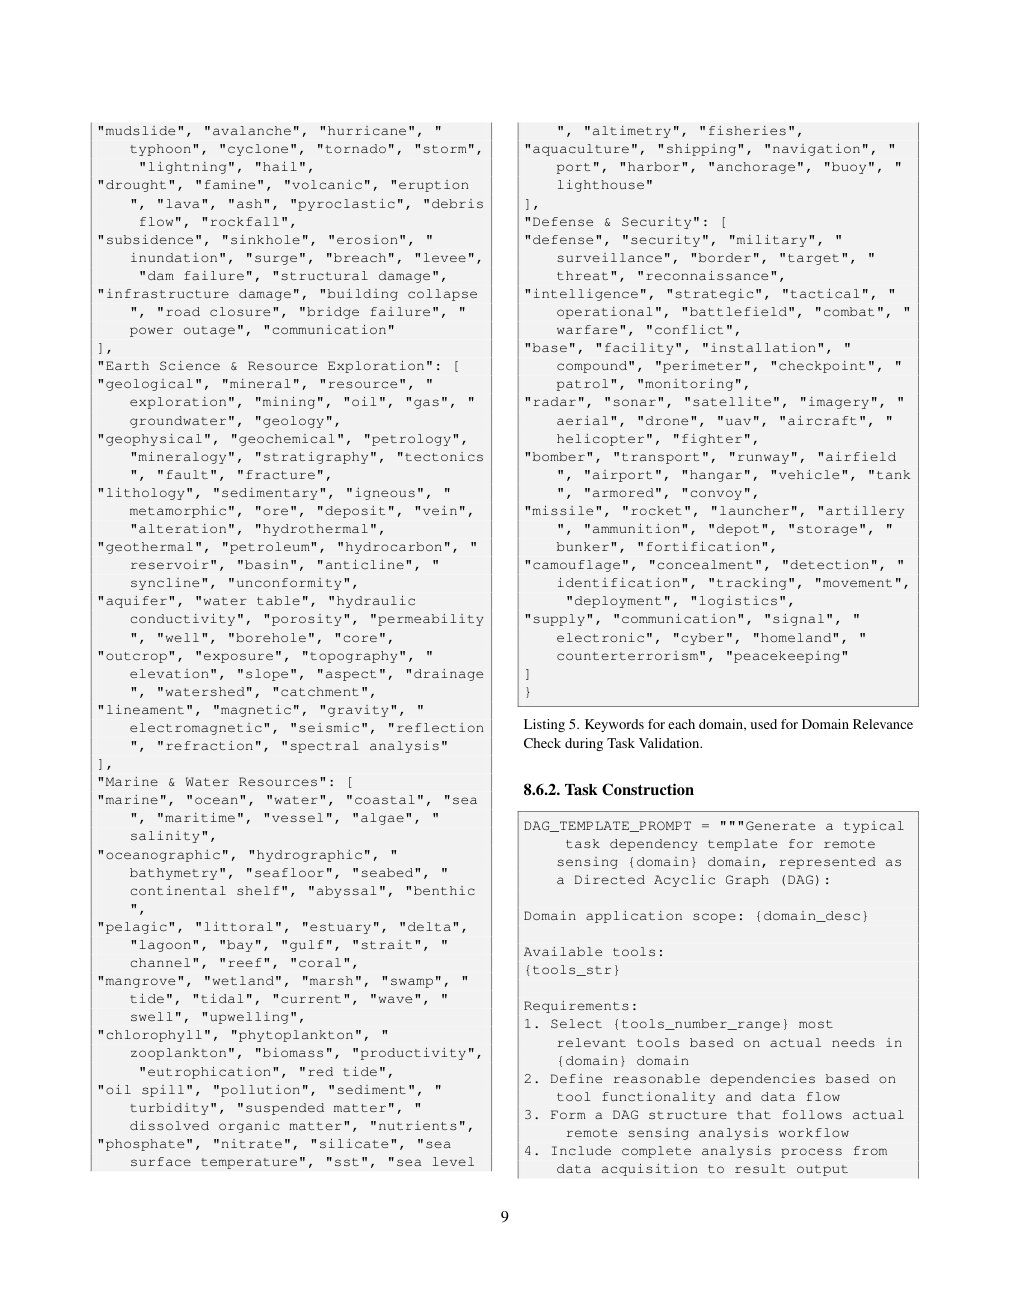 "mudslide", "avalanche", "hurricane", "
typhoon", "cyclone", "tornado", "storm",
"lightning", "hail",
"drought", "famine", "volcanic", "eruption
", "lava", "ash", "pyroclastic", "debris
flow", "rockfall",
"subsidence", "sinkhole", "erosion", "
inundation", "surge", "breach", "levee",
"dam failure", "structural damage",
"infrastructure damage", "building collapse
", "road closure", "bridge failure", "
power outage", "communication"
],
"Earth Science & Resource Exploration": [
"geological", "mineral", "resource", "
exploration", "mining", "oil", "gas", "
groundwater", "geology",
"geophysical", "geochemical", "petrology",
"mineralogy", "stratigraphy", "tectonics
", "fault", "fracture",
"lithology", "sedimentary", "igneous", "
metamorphic", "ore", "deposit", "vein",
"alteration", "hydrothermal",
"geothermal", "petroleum", "hydrocarbon", "
reservoir", "basin", "anticline", "
syncline", "unconformity",
"aquifer", "water table", "hydraulic
conductivity", "porosity", "permeability
", "well", "borehole", "core",
"outcrop", "exposure", "topography", "
elevation", "slope", "aspect", "drainage
", "watershed", "catchment",
"lineament", "magnetic", "gravity", "
electromagnetic", "seismic", "reflection
", "refraction", "spectral analysis"
],
"Marine & Water Resources": [
"marine", "ocean", "water", "coastal", "sea
", "maritime", "vessel", "algae", "
salinity",
"oceanographic", "hydrographic", "
bathymetry", "seafloor", "seabed", "
continental shelf", "abyssal", "benthic
",
"pelagic", "littoral", "estuary", "delta",
"lagoon", "bay", "gulf", "strait", "
channel", "reef", "coral",
"mangrove", "wetland", "marsh", "swamp", "
tide", "tidal", "current", "wave", "
swell", "upwelling",
"chlorophyll", "phytoplankton", "
zooplankton", "biomass", "productivity",
"eutrophication", "red tide",
"oil spill", "pollution", "sediment", "
turbidity", "suspended matter", "
dissolved organic matter", "nutrients",
"phosphate", "nitrate", "silicate", "sea
surface temperature", "sst", "sea level
", "altimetry", "fisheries",
"aquaculture", "shipping", "navigation", "
port", "harbor", "anchorage", "buoy", "
lighthouse"
],
"Defense & Security": [
"defense", "security", "military", "
surveillance", "border", "target", "
threat", "reconnaissance",
"intelligence", "strategic", "tactical", "
operational", "battlefield", "combat", "
warfare", "conflict",
"base", "facility", "installation", "
compound", "perimeter", "checkpoint", "
patrol", "monitoring",
"radar", "sonar", "satellite", "imagery", "
aerial", "drone", "uav", "aircraft", "
helicopter", "fighter",
"bomber", "transport", "runway", "airfield
", "airport", "hangar", "vehicle", "tank
", "armored", "convoy",
"missile", "rocket", "launcher", "artillery
", "ammunition", "depot", "storage", "
bunker", "fortification",
"camouflage", "concealment", "detection", "
identification", "tracking", "movement",
"deployment", "logistics",
"supply", "communication", "signal", "
electronic", "cyber", "homeland", "
counterterrorism", "peacekeeping"
]
}
Listing 5. Keywords for each domain, used for Domain Relevance
Check during Task Validation.
8.6.2. Task Construction
DAG_TEMPLATE_PROMPT = """Generate a typical
task dependency template for remote
sensing {domain} domain, represented as
a Directed Acyclic Graph (DAG):
Domain application scope: {domain_desc}
Available tools:
{tools_str}
Requirements:
1. Select {tools_number_range} most
relevant tools based on actual needs in
{domain} domain
2. Define reasonable dependencies based on
tool functionality and data flow
3. Form a DAG structure that follows actual
remote sensing analysis workflow
4. Include complete analysis process from
data acquisition to result output
9